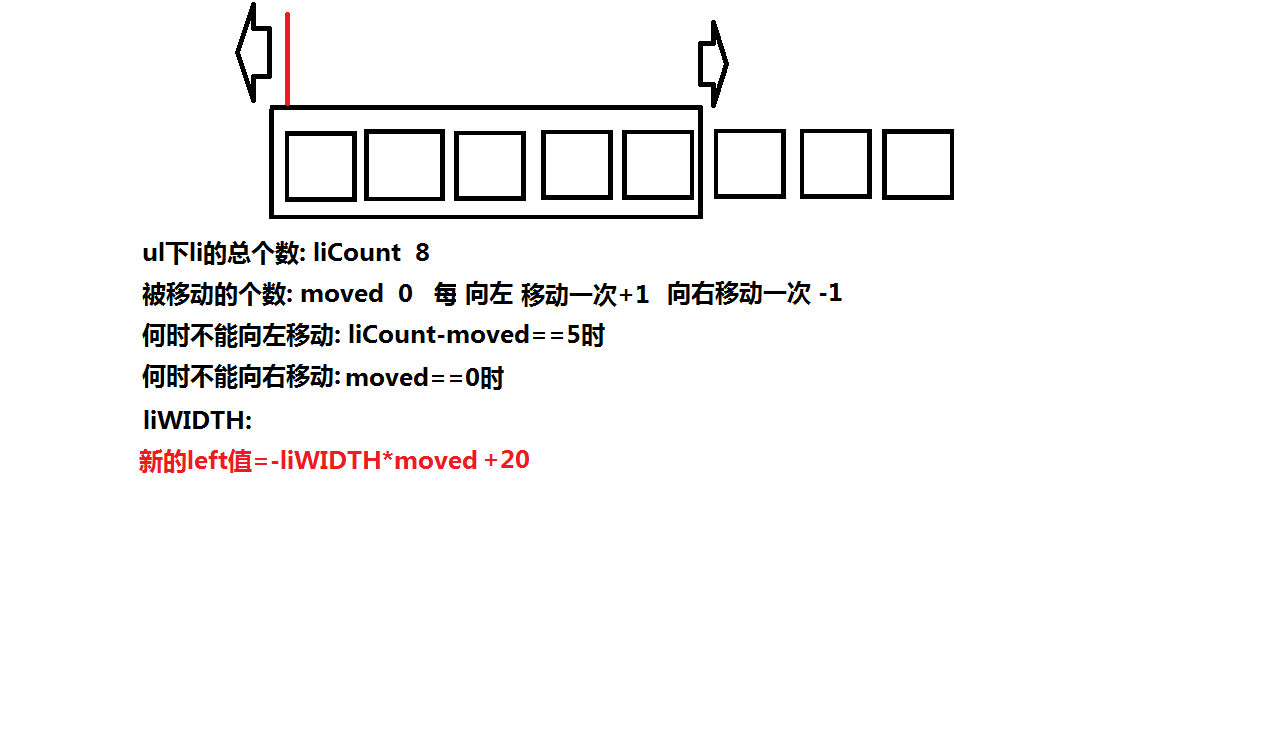 ul下li的总个数: liCount 8
被移动的个数: moved 0 每 向左 移动一次+1 向右移动一次 -1
何时不能向左移动: liCount-moved==5时
何时不能向右移动: moved==0时
liWIDTH:
新的left值=-liWIDTH*moved +20